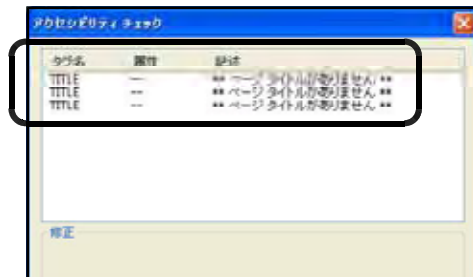 アクセシビリティ チェック
タグ名 属性 記述
TITLE -- ** ページ タイトルがありません **
TITLE -- ** ページ タイトルがありません **
TITLE -- ** ページ タイトルがありません **
修正